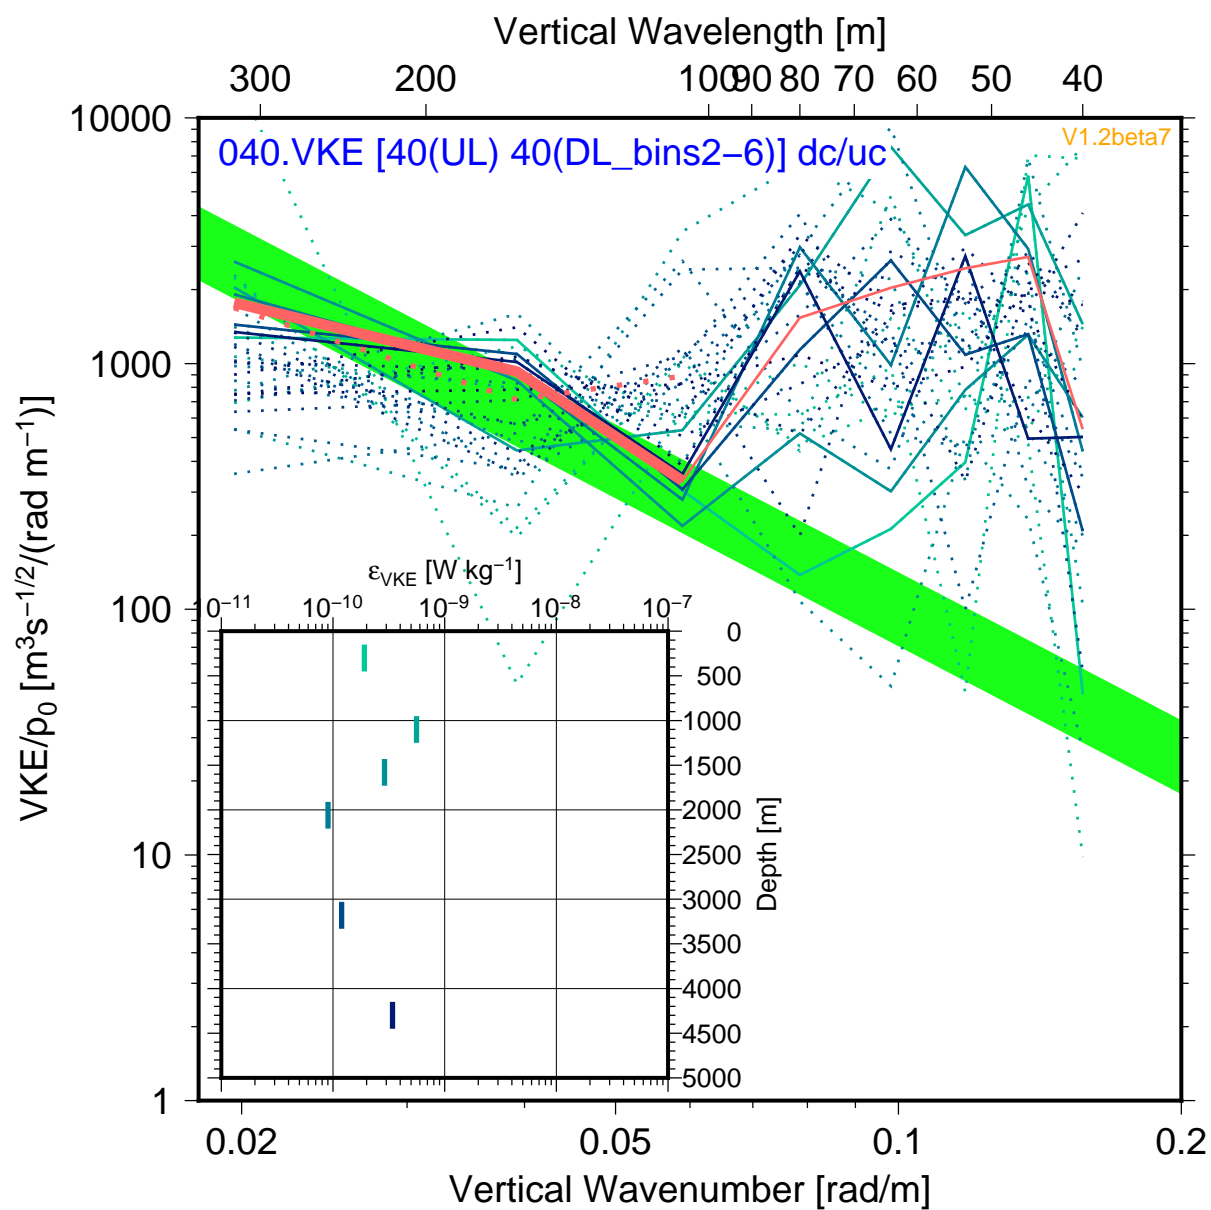 Vertical Wavelength [m]
300 200 100 90 80 70 60 50 40
10000
040.VKE [40(UL) 40(DL_bins2–6)] dc/uc
V1.2beta7
1000
100
10
1
VKE/p₀ [m³s⁻¹ᐟ²/(rad m⁻¹)]
ε_VKE [W kg⁻¹]
10⁻¹¹ 10⁻¹⁰ 10⁻⁹ 10⁻⁸ 10⁻⁷
0
500
1000
1500
2000
2500
3000
3500
4000
4500
5000
Depth [m]
0.02 0.05 0.1 0.2
Vertical Wavenumber [rad/m]